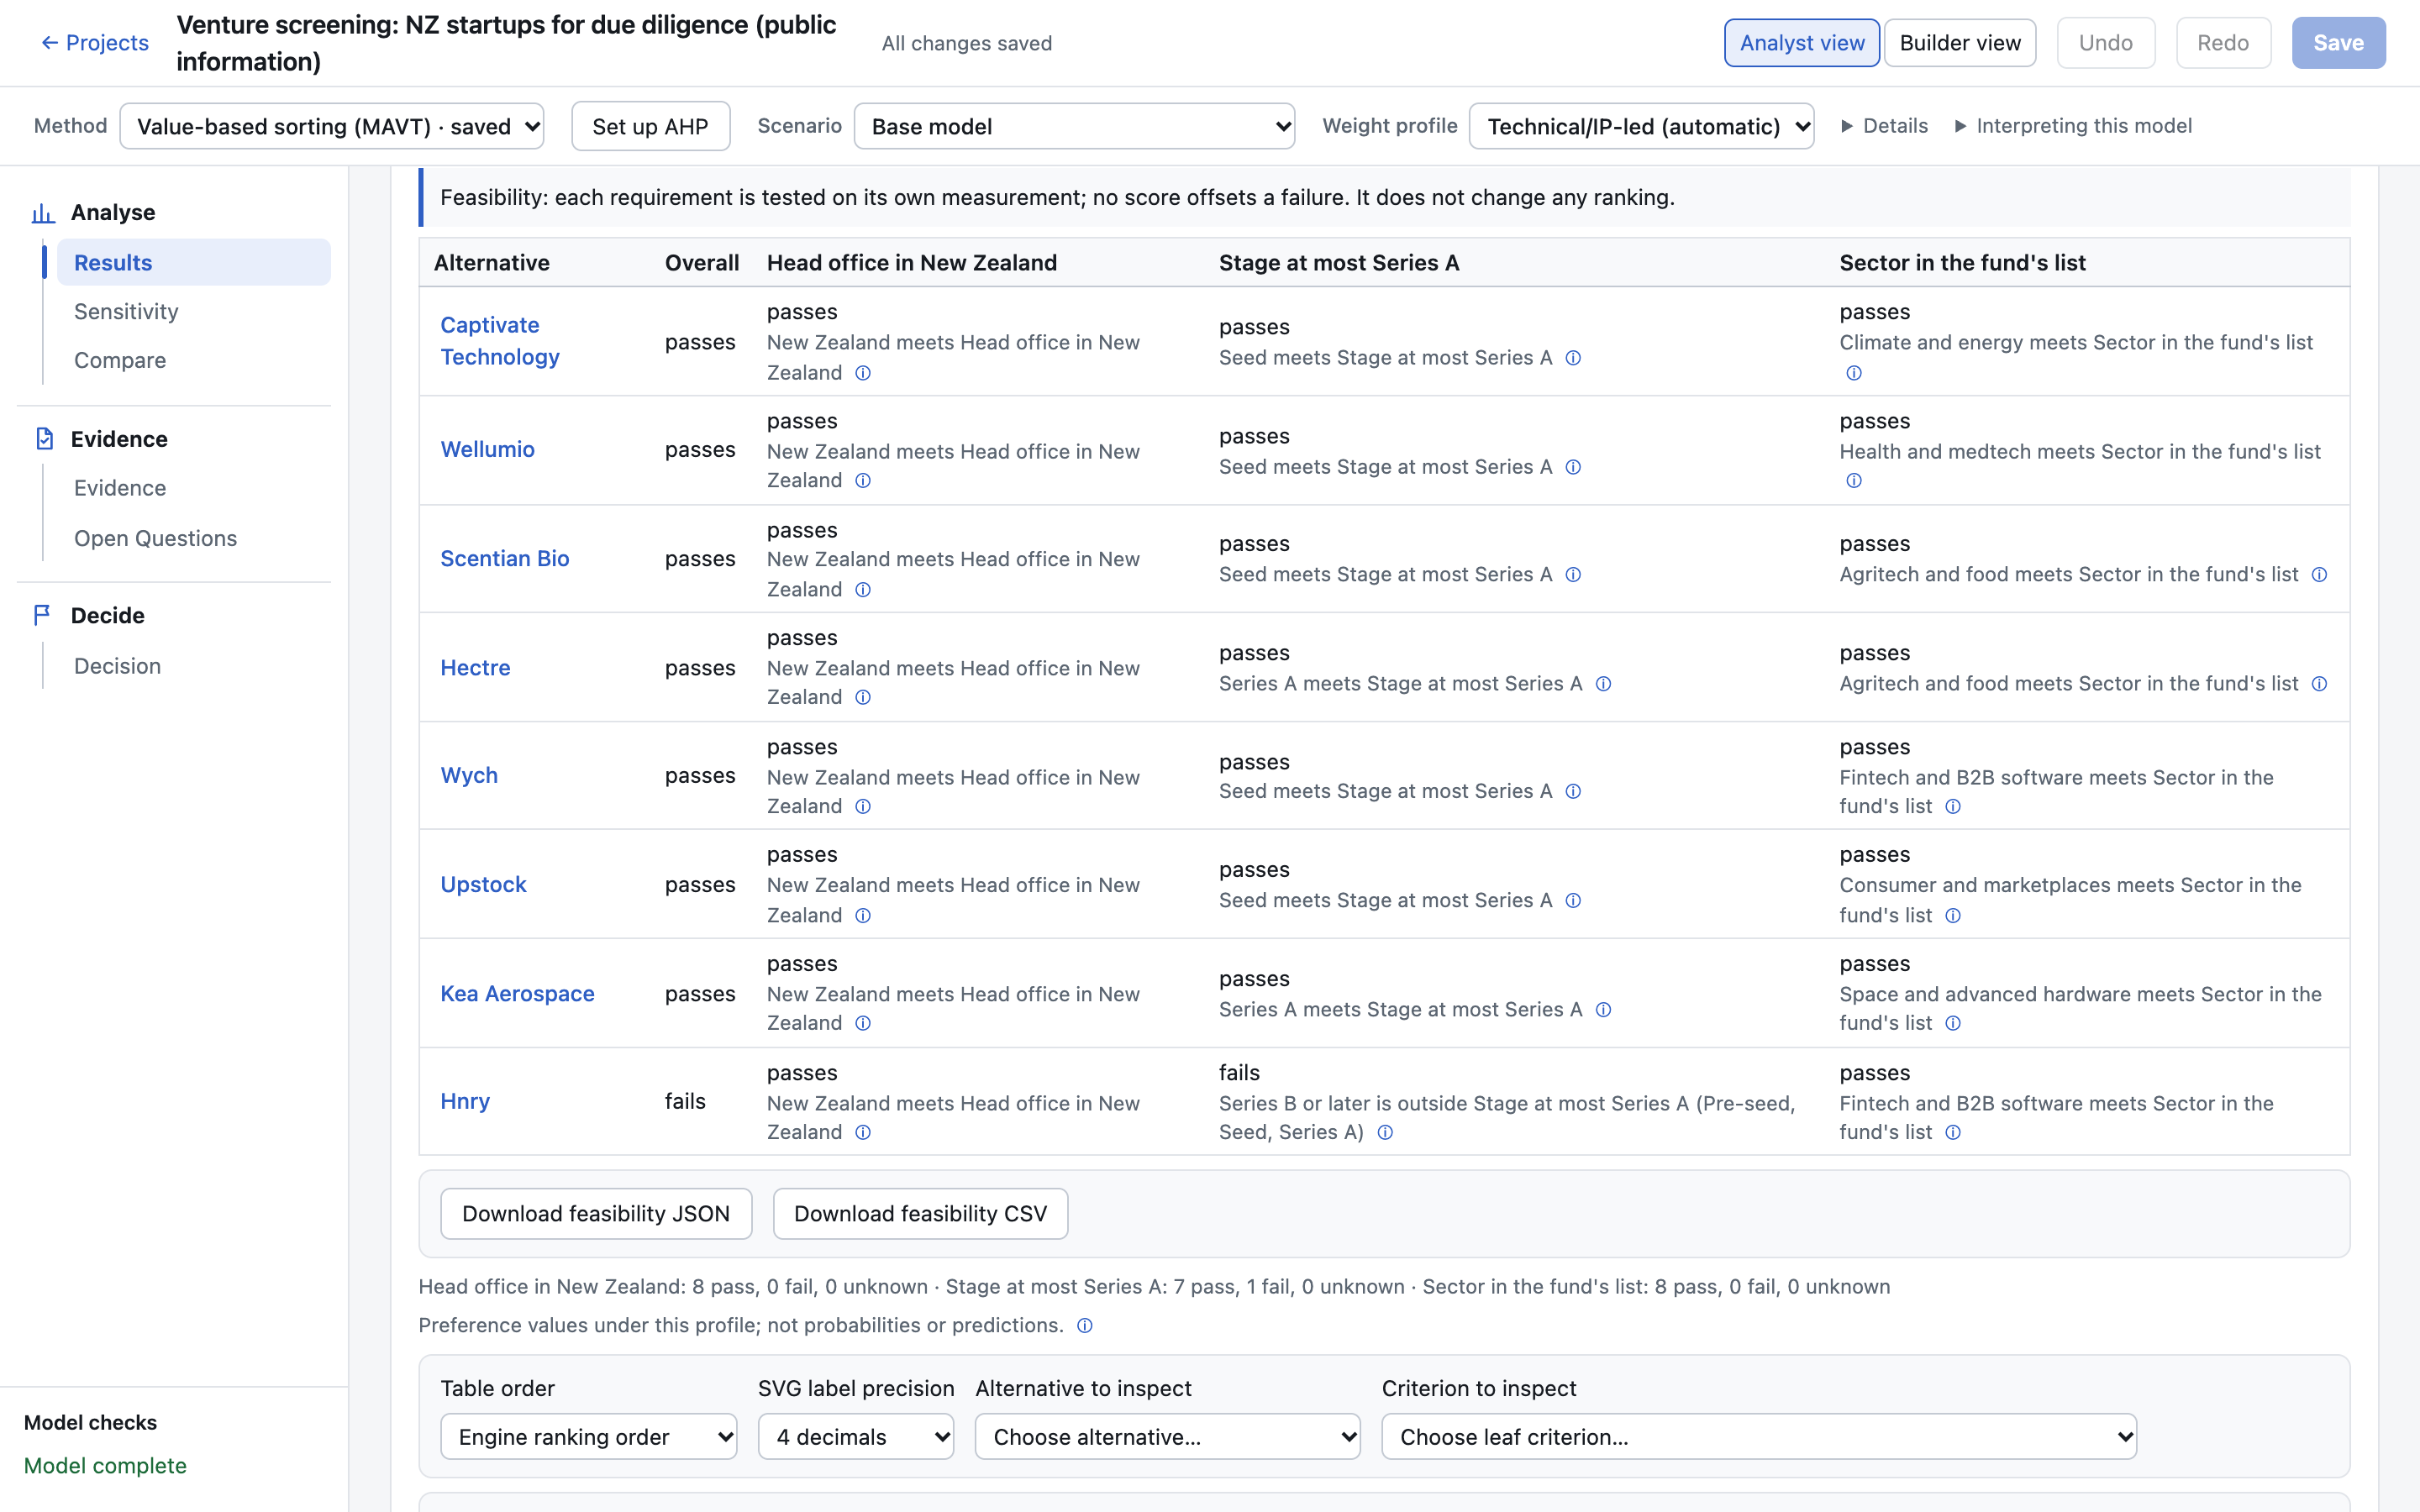 ← Projects
Venture screening: NZ startups for due diligence (public
information)
All changes saved
Analyst view
Builder view
Undo
Redo
Save
Method
Value-based sorting (MAVT) · saved
Set up AHP
Scenario
Base model
Weight profile
Technical/IP-led (automatic)
Details
Interpreting this model
Analyse
Results
Sensitivity
Compare
Evidence
Evidence
Open Questions
Decide
Decision
Model checks
Model complete
Feasibility: each requirement is tested on its own measurement; no score offsets a failure. It does not change any ranking.
Alternative
Overall
Head office in New Zealand
Stage at most Series A
Sector in the fund's list
Captivate
Technology
passes
passes
New Zealand meets Head office in New
Zealand
passes
Seed meets Stage at most Series A
passes
Climate and energy meets Sector in the fund's list
Wellumio
passes
passes
New Zealand meets Head office in New
Zealand
passes
Seed meets Stage at most Series A
passes
Health and medtech meets Sector in the fund's list
Scentian Bio
passes
passes
New Zealand meets Head office in New
Zealand
passes
Seed meets Stage at most Series A
passes
Agritech and food meets Sector in the fund's list
Hectre
passes
passes
New Zealand meets Head office in New
Zealand
passes
Series A meets Stage at most Series A
passes
Agritech and food meets Sector in the fund's list
Wych
passes
passes
New Zealand meets Head office in New
Zealand
passes
Seed meets Stage at most Series A
passes
Fintech and B2B software meets Sector in the
fund's list
Upstock
passes
passes
New Zealand meets Head office in New
Zealand
passes
Seed meets Stage at most Series A
passes
Consumer and marketplaces meets Sector in the
fund's list
Kea Aerospace
passes
passes
New Zealand meets Head office in New
Zealand
passes
Series A meets Stage at most Series A
passes
Space and advanced hardware meets Sector in the
fund's list
Hnry
fails
passes
New Zealand meets Head office in New
Zealand
fails
Series B or later is outside Stage at most Series A (Pre-seed,
Seed, Series A)
passes
Fintech and B2B software meets Sector in the
fund's list
Download feasibility JSON
Download feasibility CSV
Head office in New Zealand: 8 pass, 0 fail, 0 unknown · Stage at most Series A: 7 pass, 1 fail, 0 unknown · Sector in the fund's list: 8 pass, 0 fail, 0 unknown
Preference values under this profile; not probabilities or predictions.
Table order
SVG label precision
Alternative to inspect
Criterion to inspect
Engine ranking order
4 decimals
Choose alternative...
Choose leaf criterion...